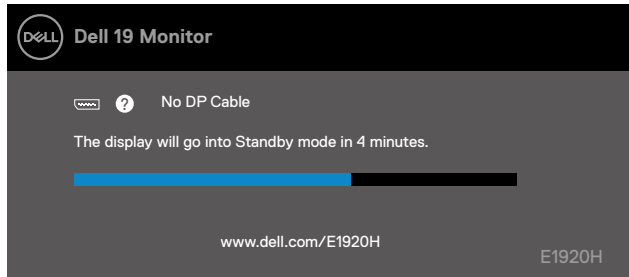 DELL Dell 19 Monitor
? No DP Cable
The display will go into Standby mode in 4 minutes.
www.dell.com/E1920H
E1920H